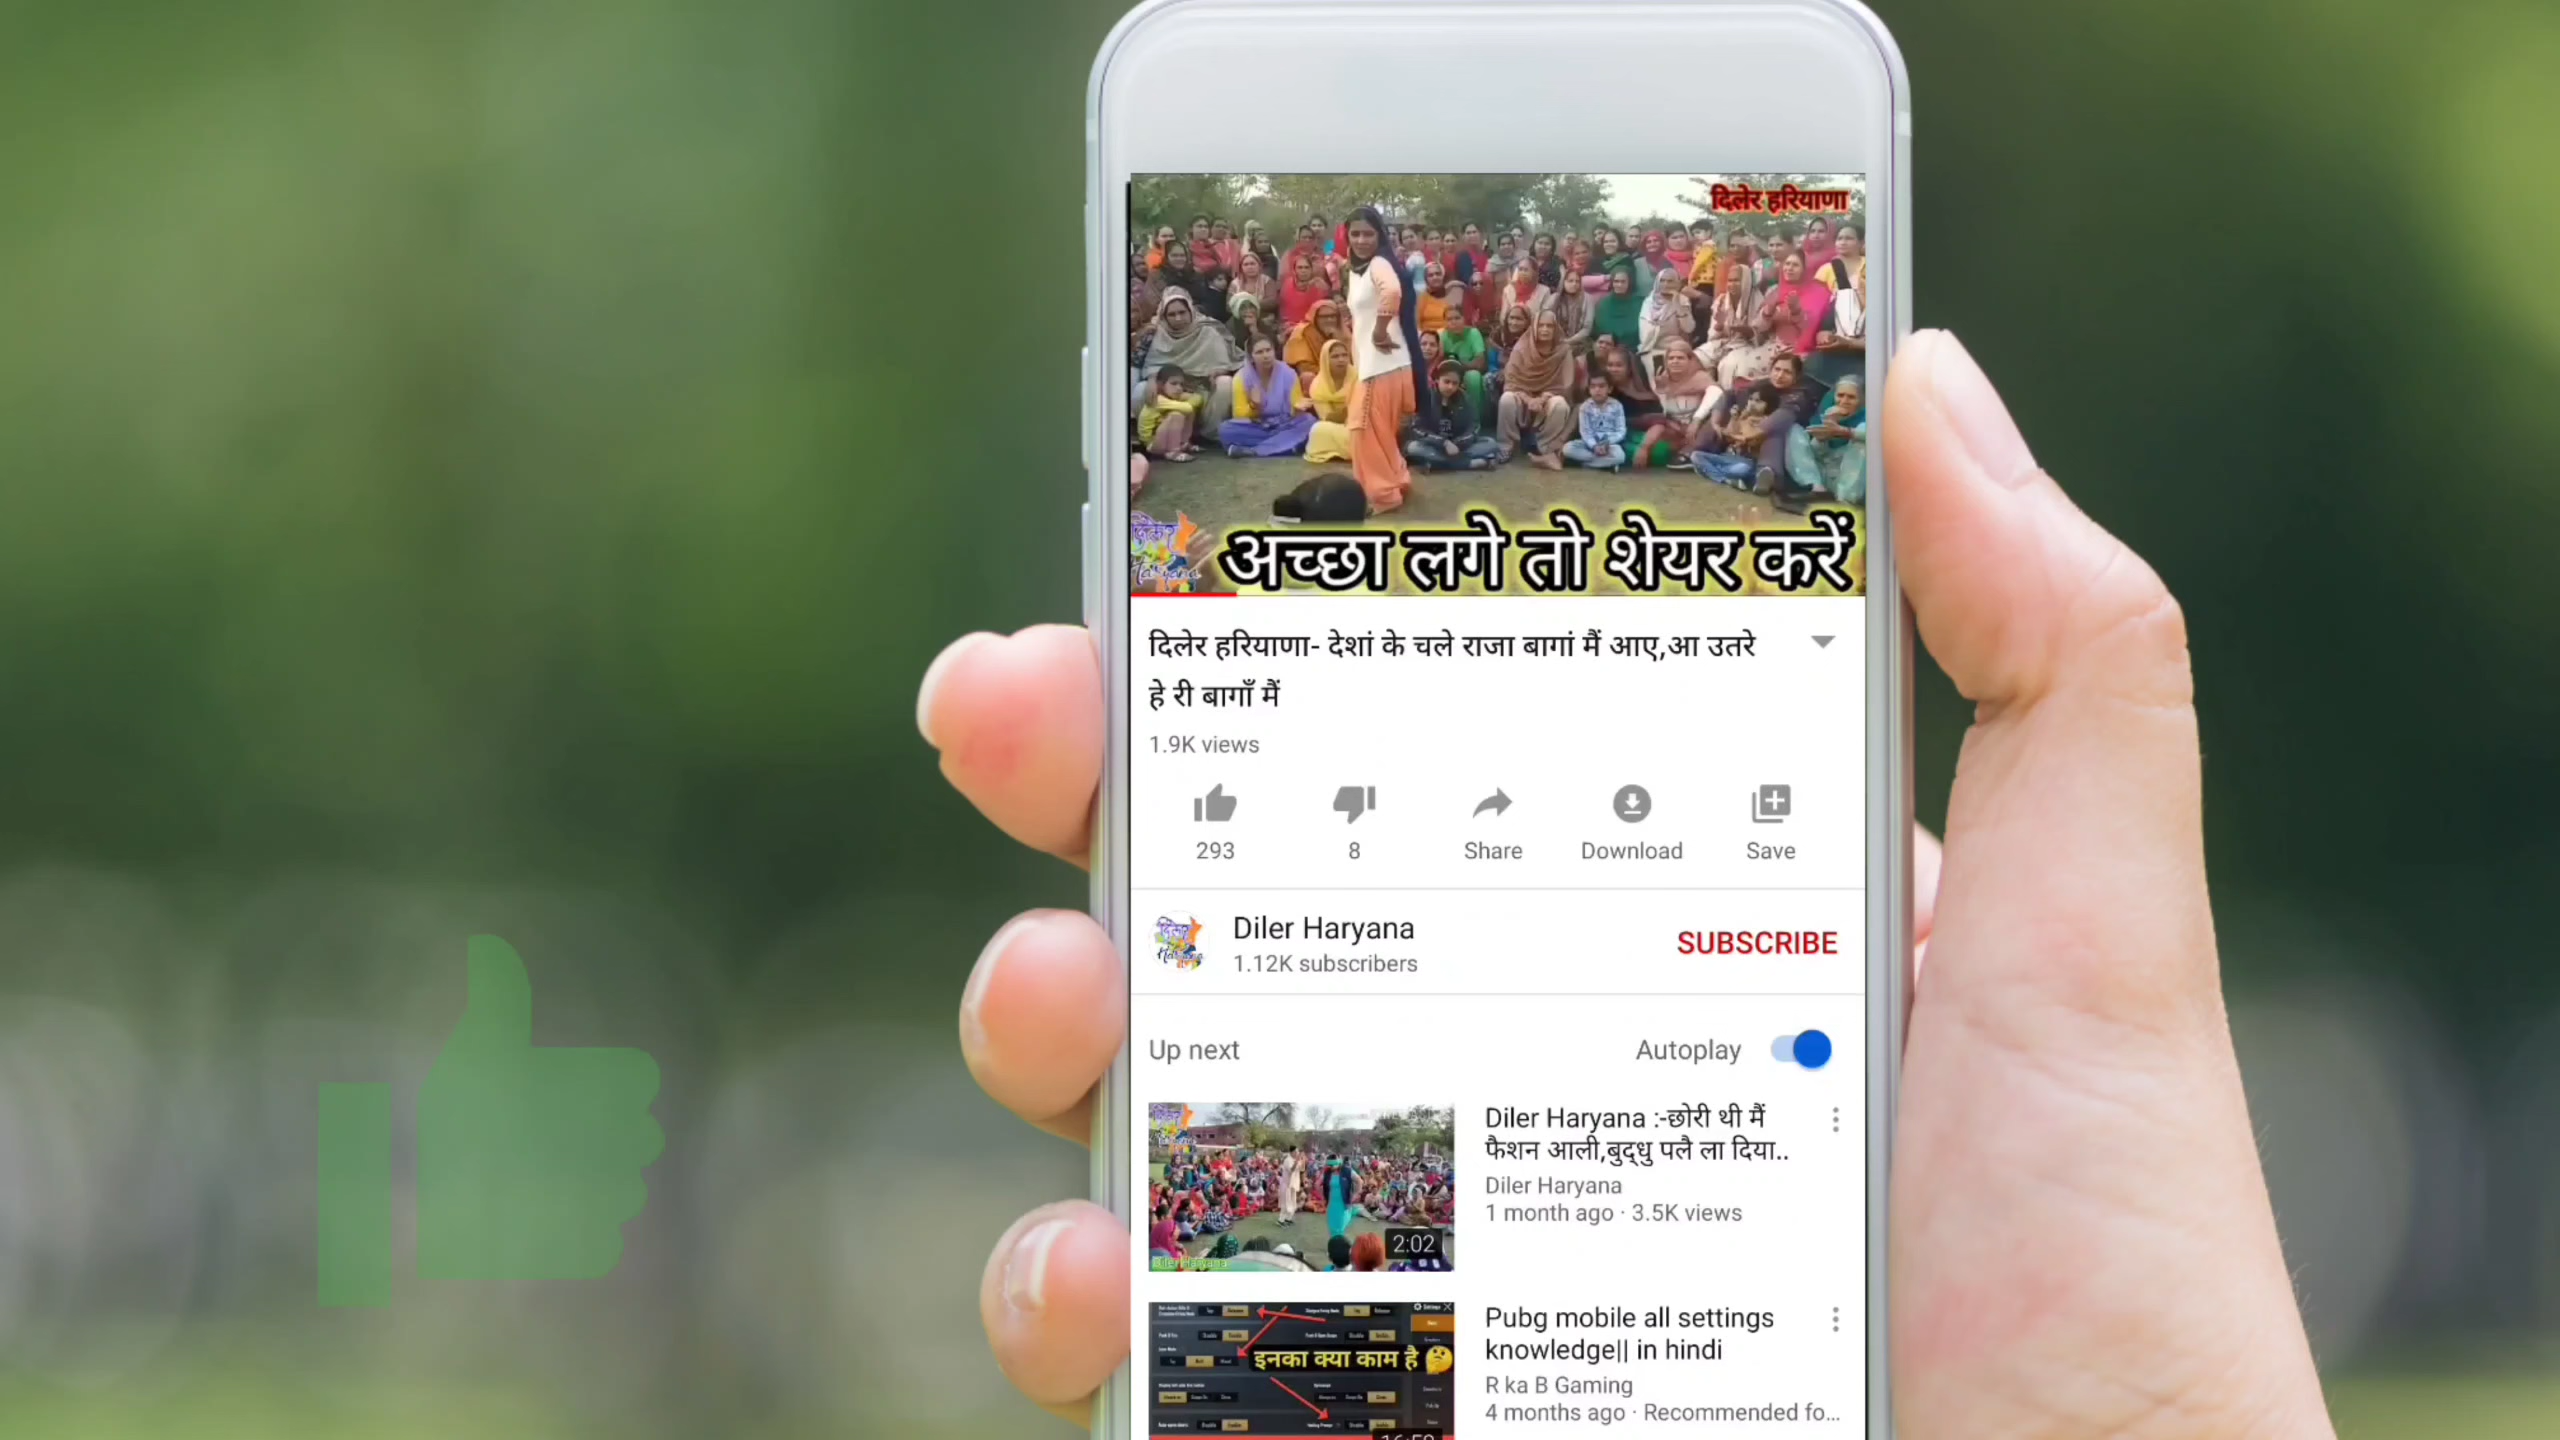 दिलेर हरियाणा
अच्छा लगे तो शेयर करें
दिलेर हरियाणा- देशां के चले राजा बागां मैं आए,आ उतरे
हे री बागाँ मैं
1.9K views
293
8
Share
Download
Save
Diler Haryana
1.12K subscribers
SUBSCRIBE
Up next
Autoplay
Diler Haryana :-छोरी थी मैं
फैशन आली,बुद्धु पलै ला दिया..
Diler Haryana
1 month ago · 3.5K views
2:02
Diler Haryana
इनका क्या काम है
Pubg mobile all settings
knowledge|| in hindi
R ka B Gaming
4 months ago · Recommended fo...